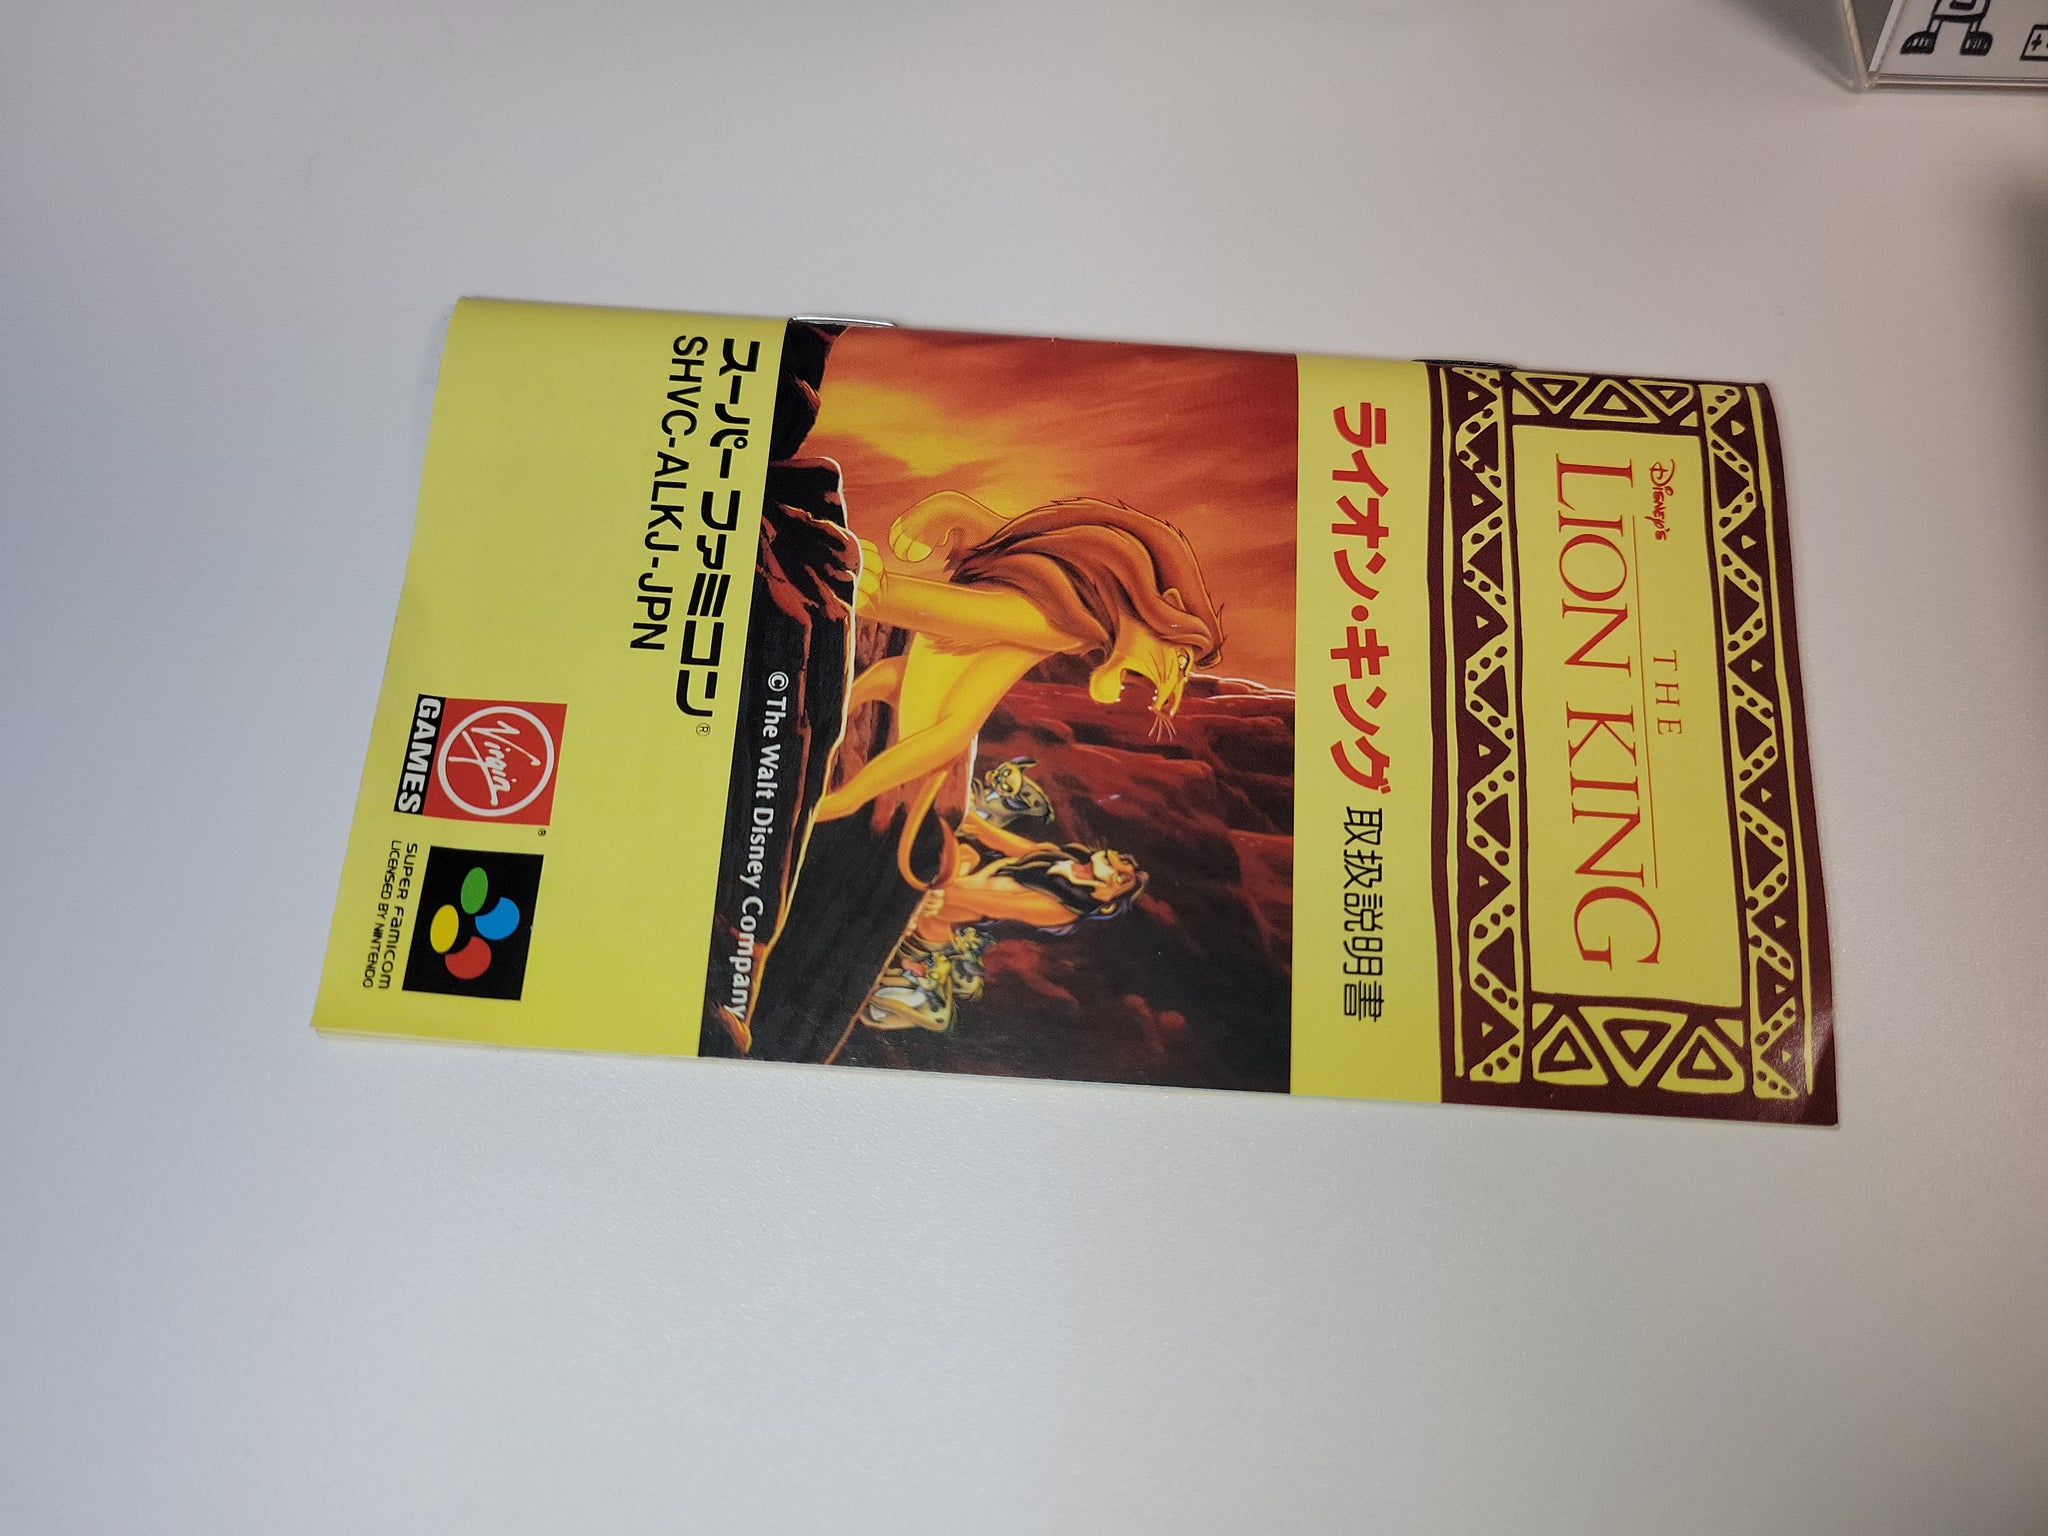 Disney's
THE
LION KING
ライオン・キング 取扱説明書
©The Walt Disney Company
スーパーファミコン®
SHVC-ALKJ-JPN
Virgin®
GAMES
SUPER FAMICOM
LICENSED BY NINTENDO